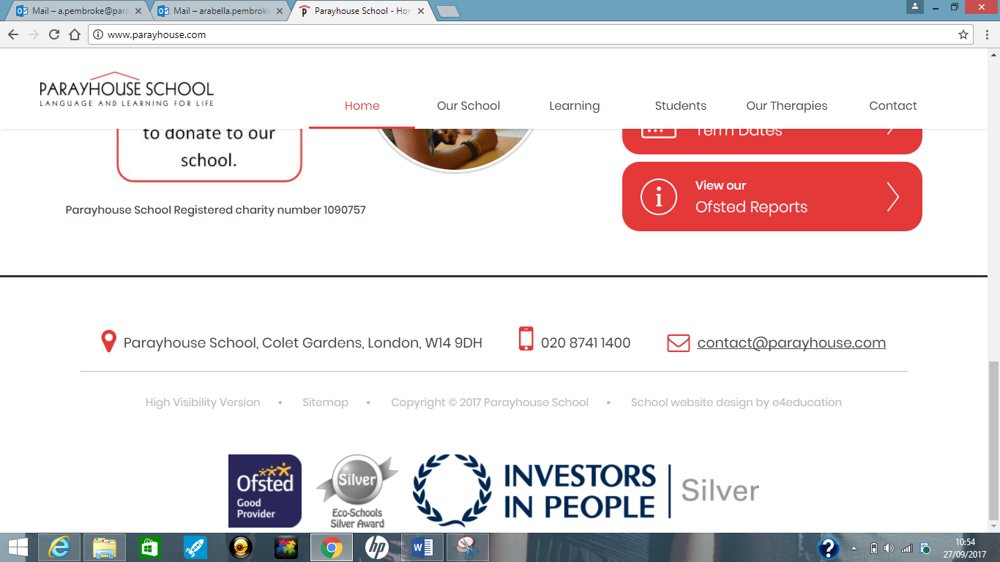 Mail – a.pembroke@para
Mail – arabella.pembroke
Parayhouse School - Hor
www.parayhouse.com
PARAYHOUSE SCHOOL
LANGUAGE AND LEARNING FOR LIFE
Home
Our School
Learning
Students
Our Therapies
Contact
to donate to our
school.
Term Dates
View our
Ofsted Reports
Parayhouse School Registered charity number 1090757
Parayhouse School, Colet Gardens, London, W14 9DH
020 8741 1400
contact@parayhouse.com
High Visibility Version • Sitemap • Copyright © 2017 Parayhouse School • School website design by e4education
Ofsted
Good
Provider
Silver
Eco-Schools
Silver Award
INVESTORS
IN PEOPLE
Silver
10:54
27/09/2017